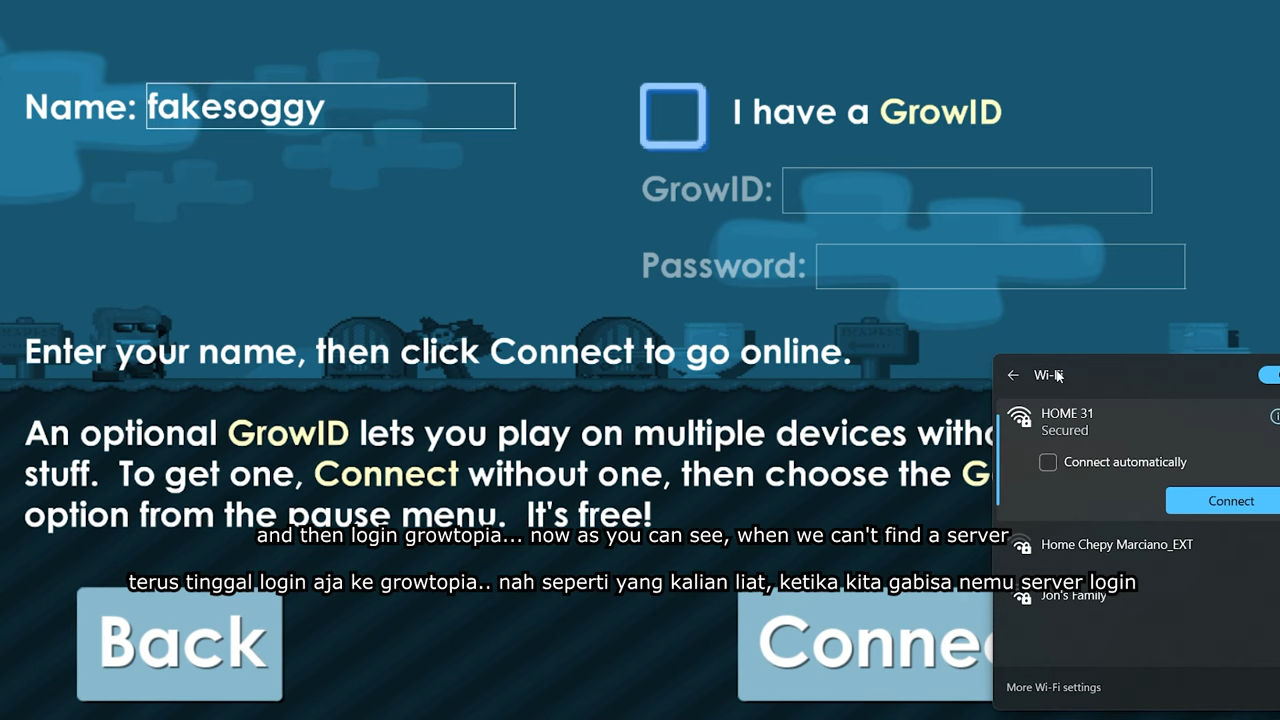 Name: fakesoggy
I have a GrowID
GrowID:
Password:
Enter your name, then click Connect to go online.
An optional GrowID lets you play on multiple devices
stuff. To get one, Connect without one, then choose the
option from the pause menu. It's free!
and then login growtopia... now as you can see, when we can't find a server
terus tinggal login aja ke growtopia.. nah seperti yang kalian liat, ketika kita gabisa nemu server login
Back
Wi-Fi
HOME 31
Secured
Connect automatically
Connect
Home Chepy Marciano_EXT
Jon's Family
More Wi-Fi settings